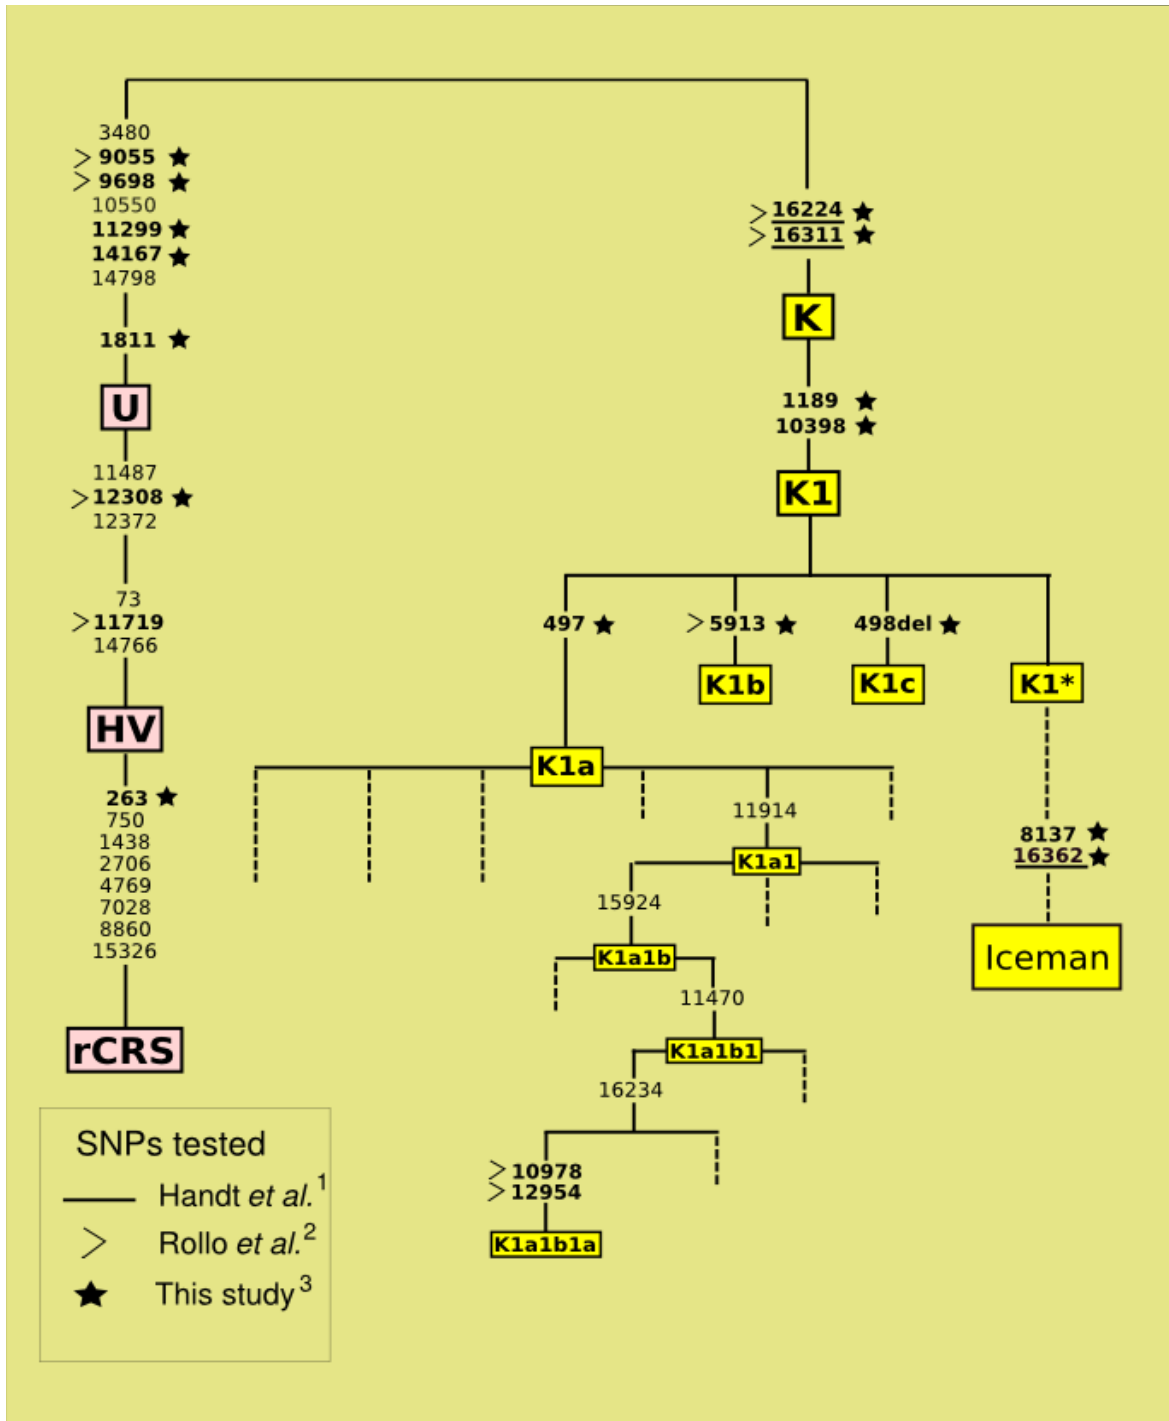 3480
> 9055 ★
> 9698 ★
10550
11299 ★
14167 ★
14798
1811 ★
U
11487
> 12308 ★
12372
73
> 11719
14766
HV
263 ★
750
1438
2706
4769
7028
8860
15326
rCRS
> 16224 ★
> 16311 ★
K
1189 ★
10398 ★
K1
497 ★
> 5913 ★
498del ★
K1b
K1c
K1*
K1a
11914
8137 ★
16362 ★
K1a1
15924
Iceman
K1a1b
11470
K1a1b1
16234
> 10978
> 12954
K1a1b1a
SNPs tested
Handt et al.1
> Rollo et al.2
★ This study3